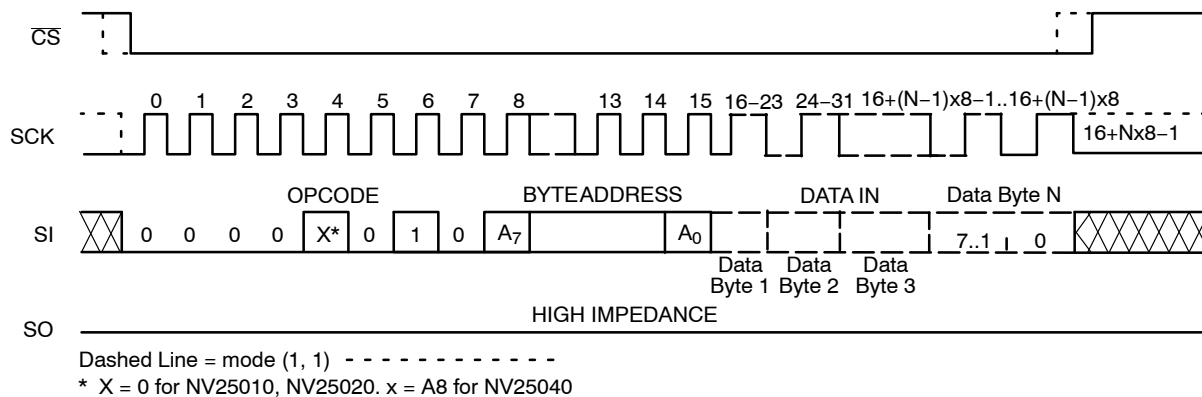 CS
0 1 2 3 4 5 6 7 8 13 14 15 16−23 24−31 16+(N−1)x8−1..16+(N−1)x8
SCK
16+Nx8−1
OPCODE BYTEADDRESS DATA IN Data Byte N
SI
0 0 0 0 X* 0 1 0 A7 A0 7..1 0
Data Data Data
Byte 1 Byte 2 Byte 3
HIGH IMPEDANCE
SO
Dashed Line = mode (1, 1)
* X = 0 for NV25010, NV25020. x = A8 for NV25040